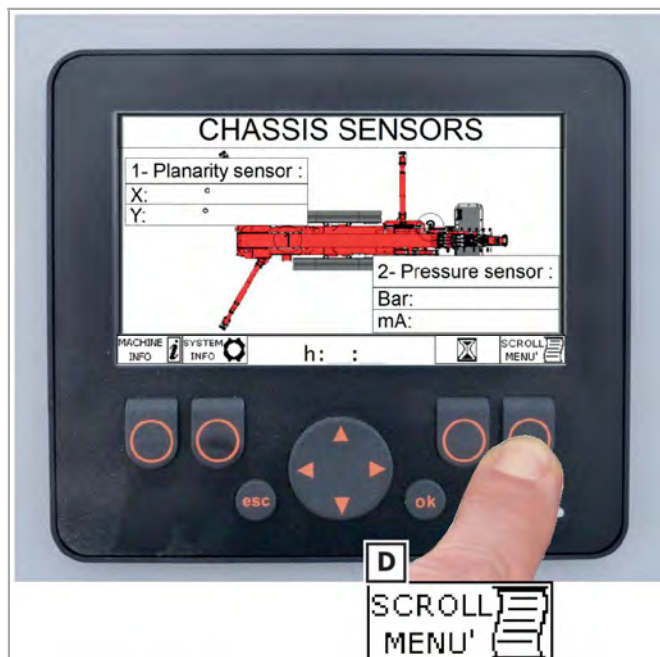 CHASSIS SENSORS
1- Planarity sensor :
X: °
Y: °
1
2- Pressure sensor :
Bar:
mA:
MACHINE INFO i SYSTEM INFO h: : SCROLL MENU'
esc ok
D
SCROLL
MENU'